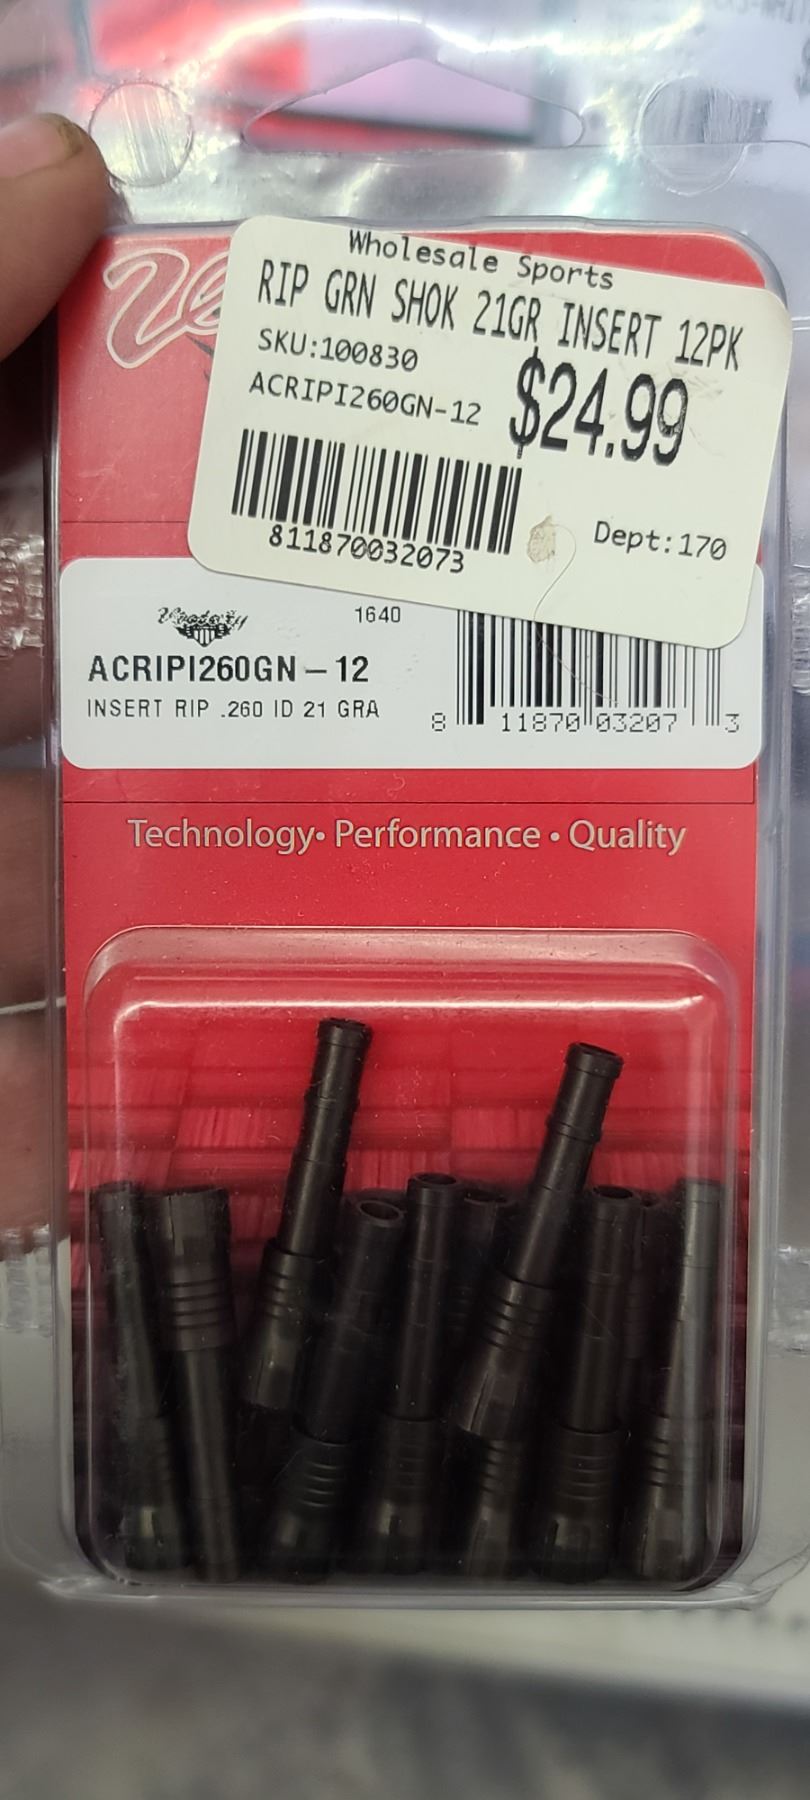 Wholesale Sports
RIP GRN SHOK 21GR INSERT 12PK
SKU:100830
ACRIPI260GN-12
$24.99
811870032073
Dept:170
Woody's
1640
ACRIPI260GN – 12
INSERT RIP .260 ID 21 GRA
8 11870 03207 3
Technology• Performance • Quality